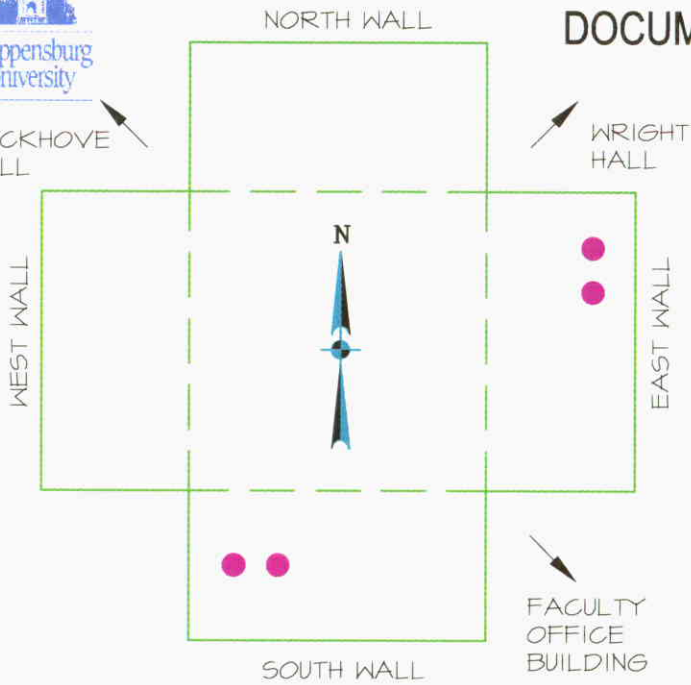 NORTH WALL
DOCUM
ppensburg
niversity
CKHOVE
LL
WRIGHT
HALL
N
WEST WALL
EAST WALL
FACULTY
OFFICE
BUILDING
SOUTH WALL